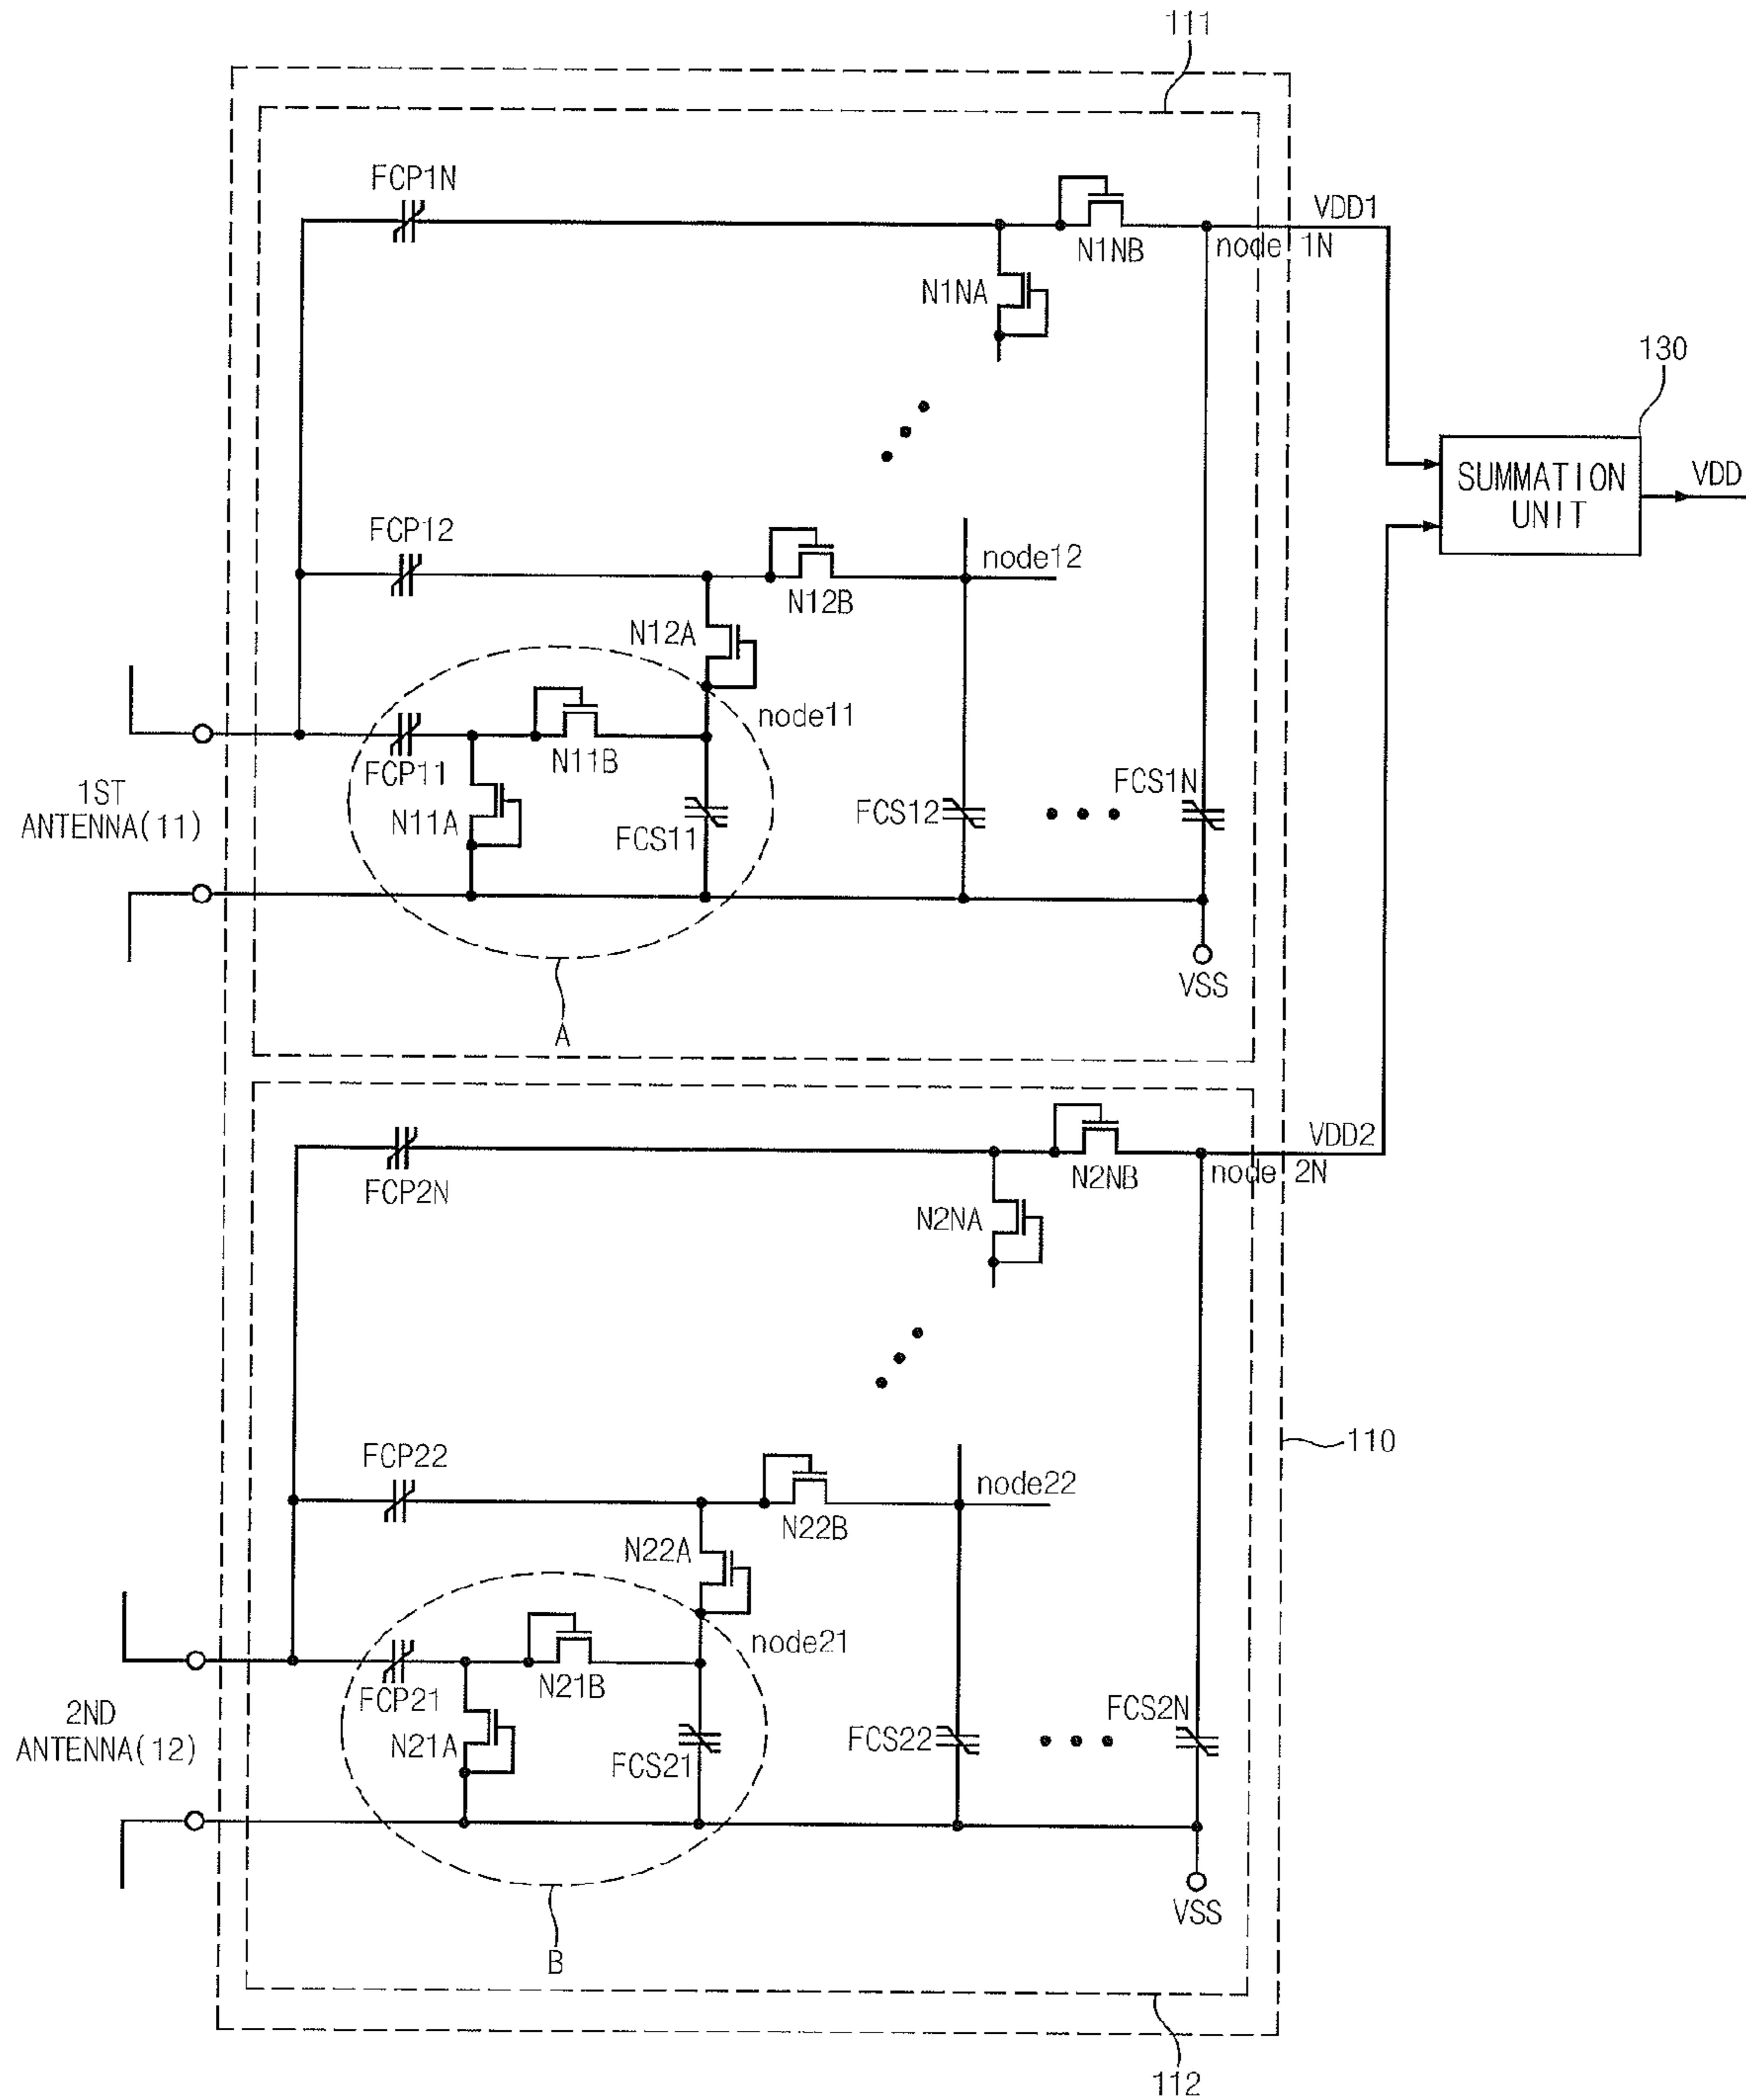 111
FCP1N
VDD1
N1NB
node 1N
N1NA
130
SUMMATION
UNIT
VDD
FCP12
node12
N12B
N12A
node11
FCP11
N11B
1ST
ANTENNA(11)
N11A
FCS11
FCS12
FCS1N
VSS
A
VDD2
FCP2N
N2NB
node 2N
N2NA
110
FCP22
node22
N22B
N22A
node21
FCP21
N21B
2ND
ANTENNA(12)
N21A
FCS21
FCS22
FCS2N
VSS
B
112